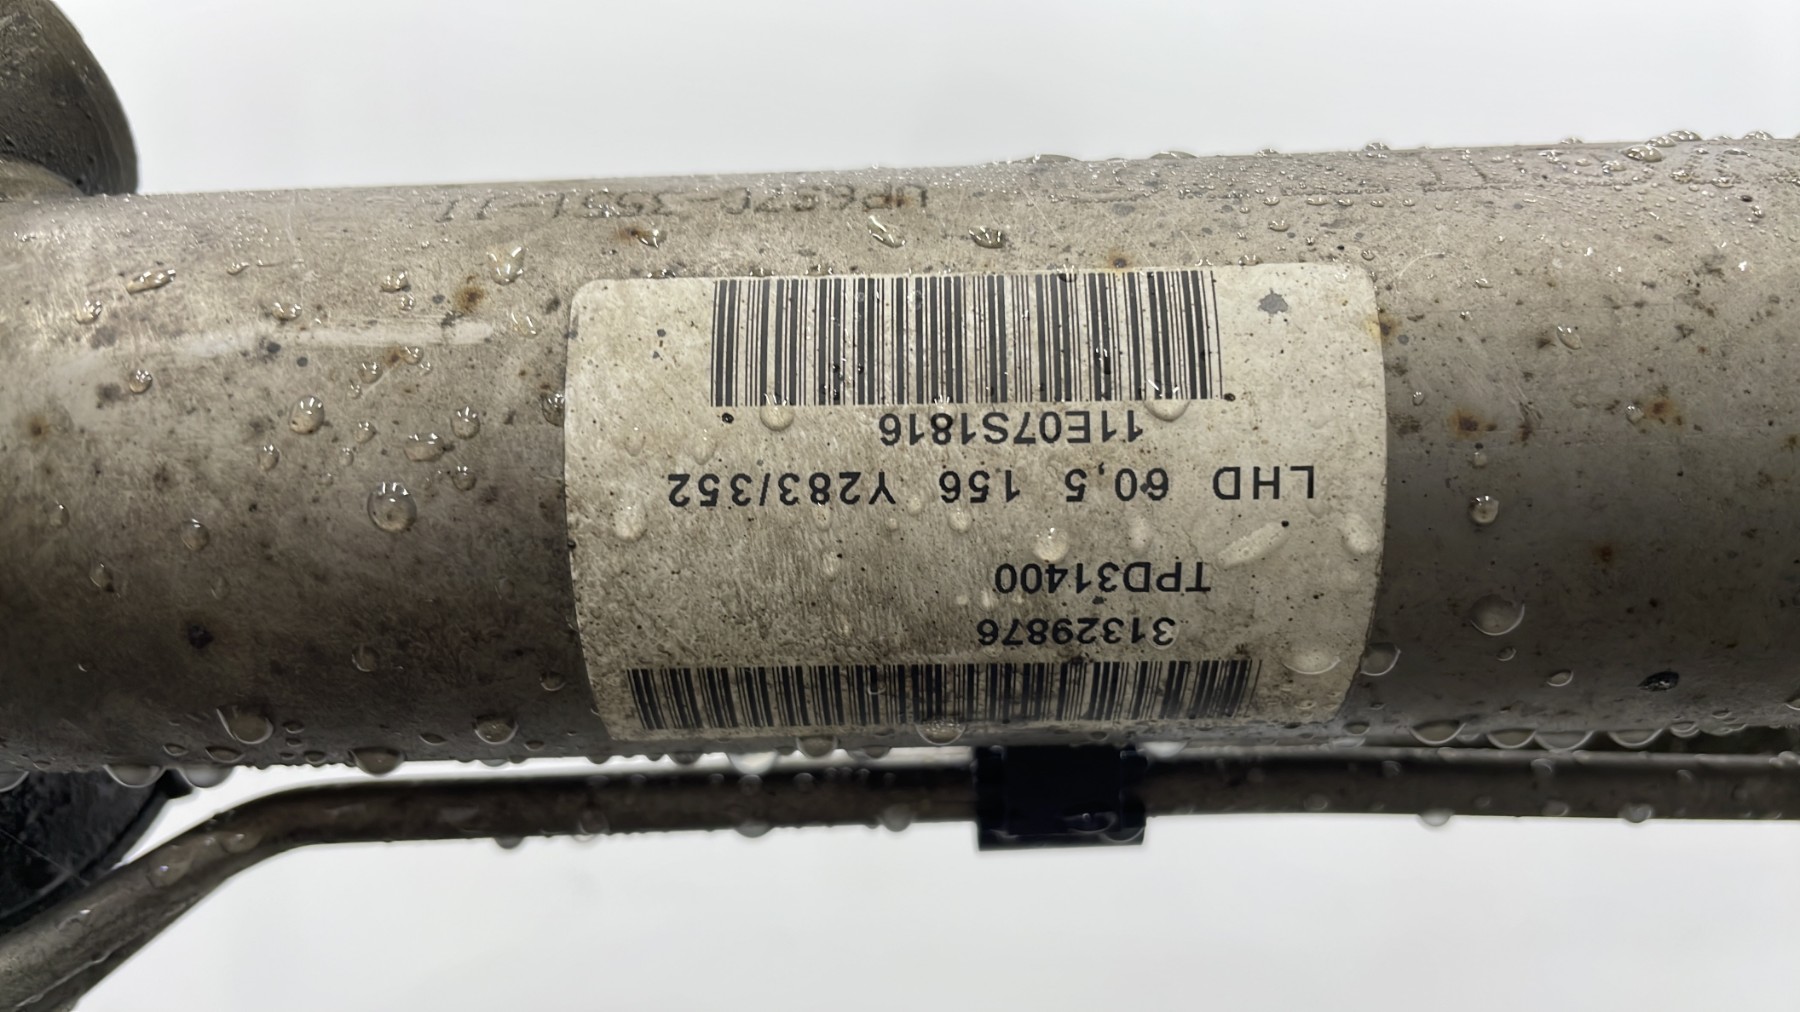 31329876
TPD31400
LHD 60,5 156 Y283/352
11E07S1816